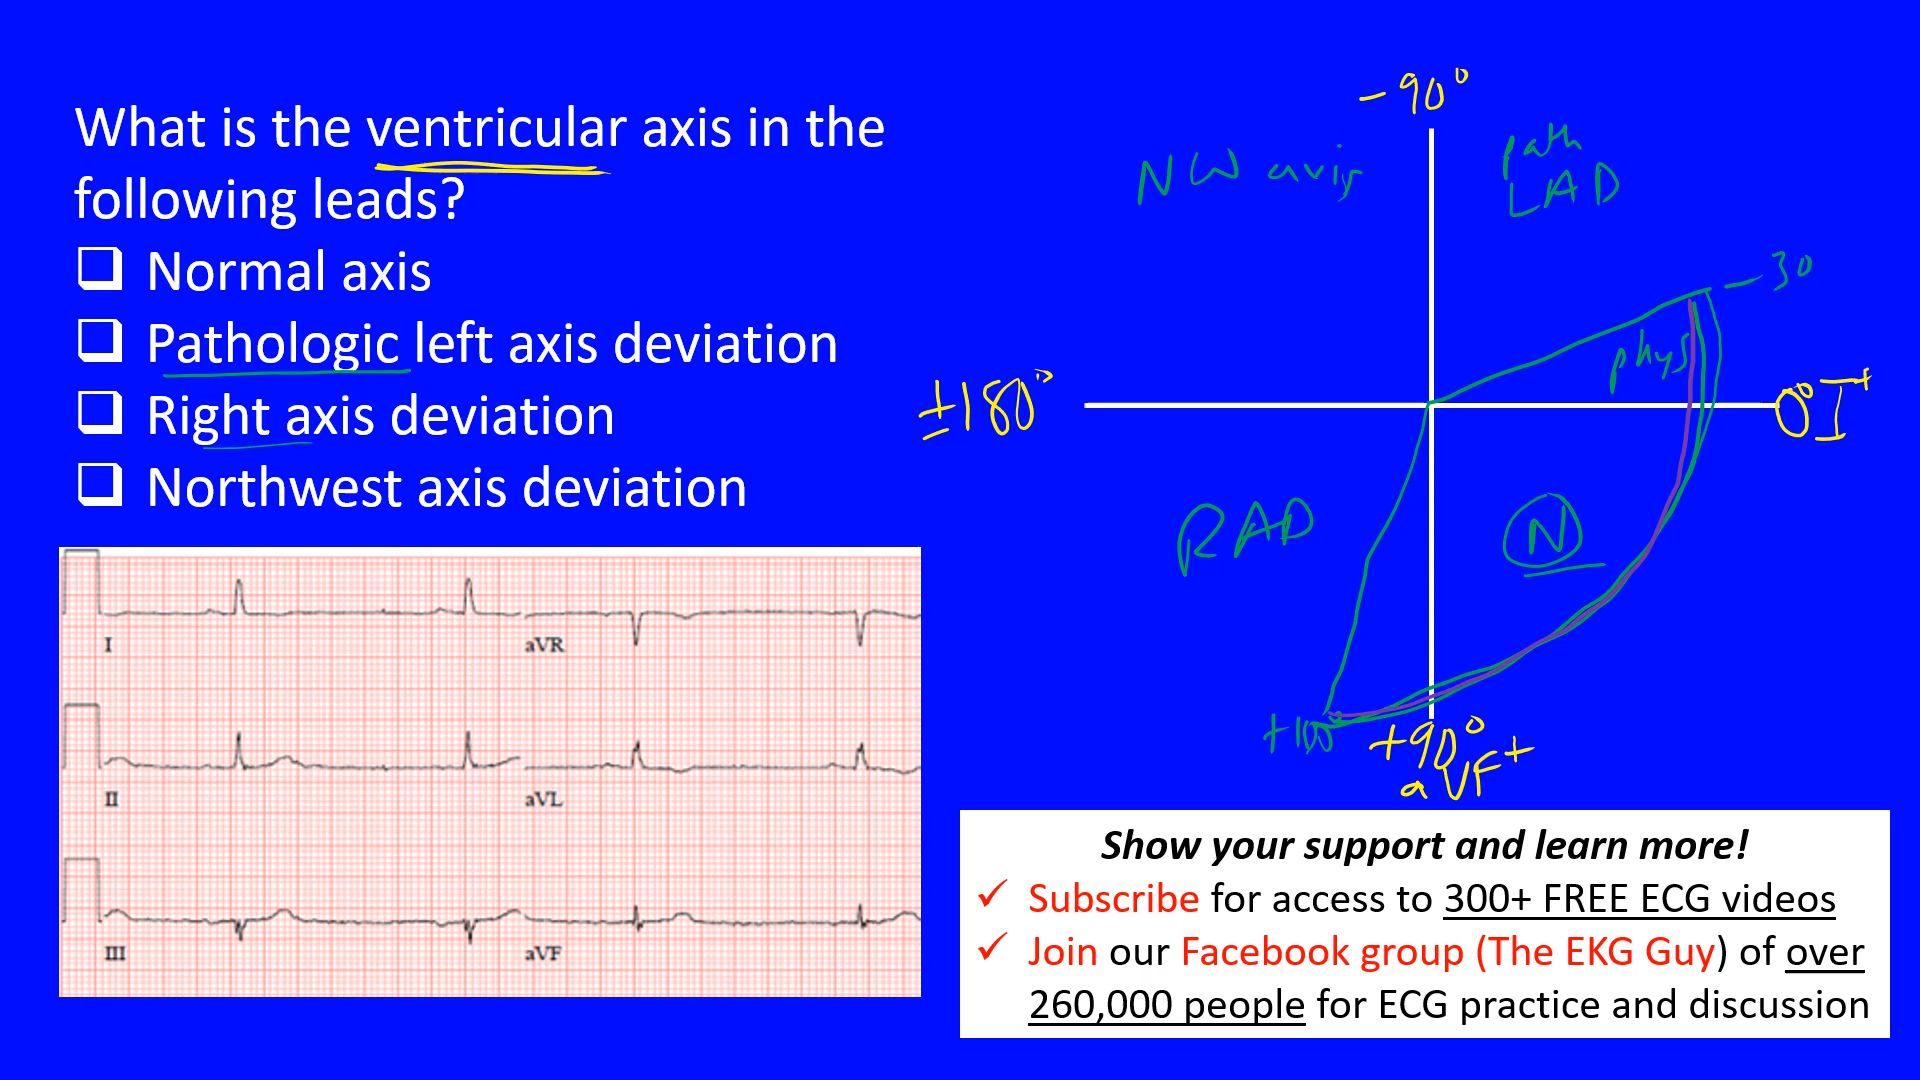 What is the ventricular axis in the
following leads?
Normal axis
Pathologic left axis deviation
Right axis deviation
Northwest axis deviation
I
aVR
II
aVL
III
aVF
-90°
NW axis
path
LAD
-30
phys
±180°
0° I+
RAD
N
+100°
+90°
aVF+
Show your support and learn more!
✓ Subscribe for access to 300+ FREE ECG videos
✓ Join our Facebook group (The EKG Guy) of over
260,000 people for ECG practice and discussion